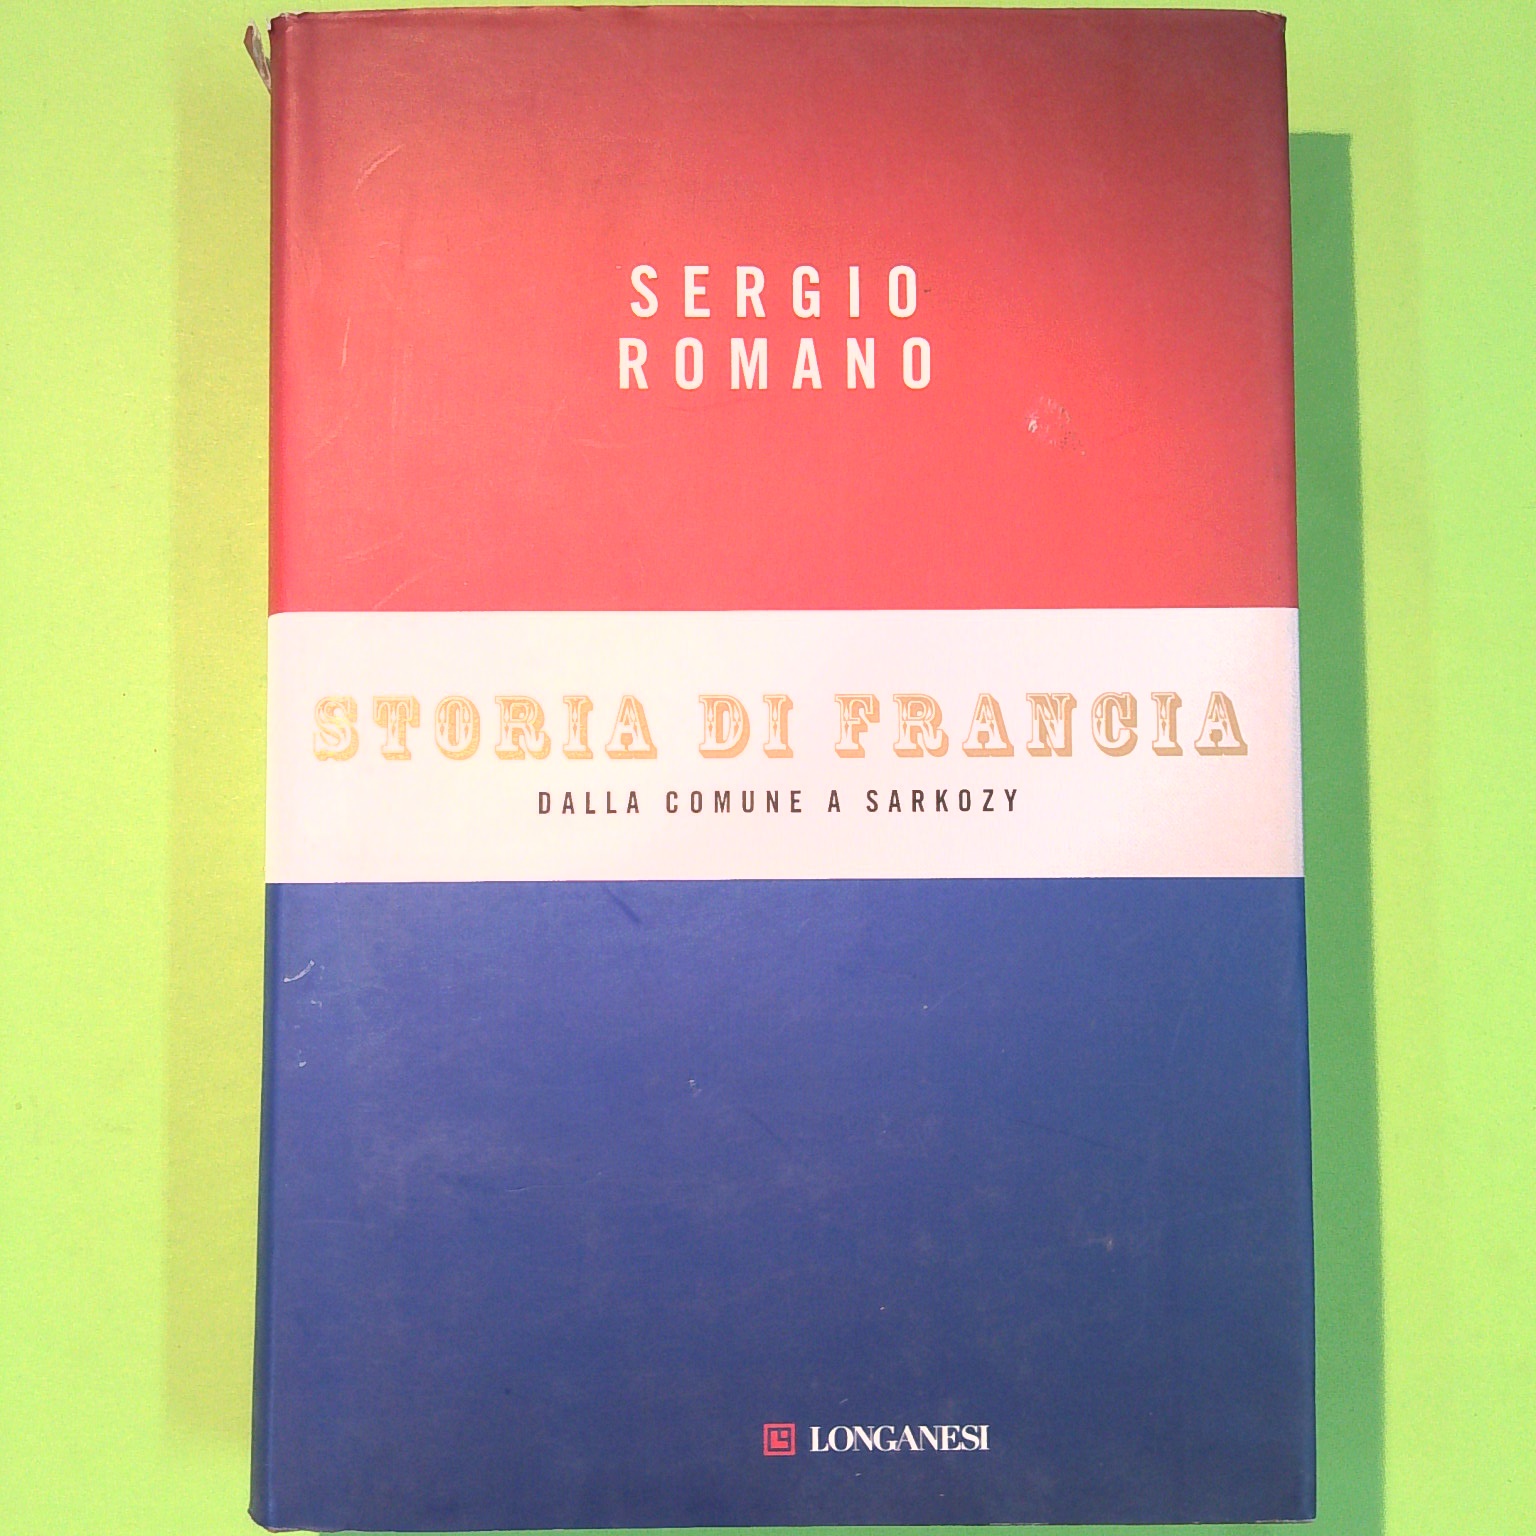 SERGIO
ROMANO
STORIA DI FRANCIA
DALLA COMUNE A SARKOZY
LONGANESI